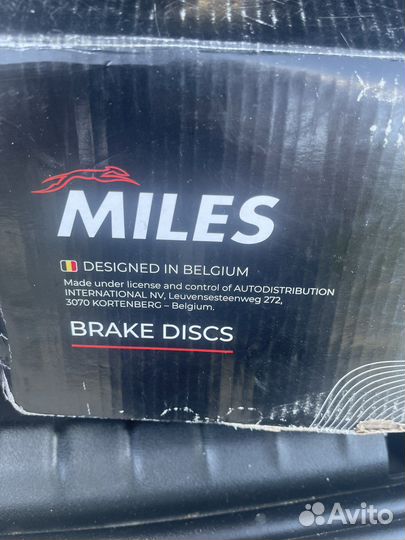 MILES
DESIGNED IN BELGIUM
Made under license and control of AUTODISTRIBUTION
INTERNATIONAL NV, Leuvensesteenweg 272,
3070 KORTENBERG – Belgium.
BRAKE DISCS
Avito